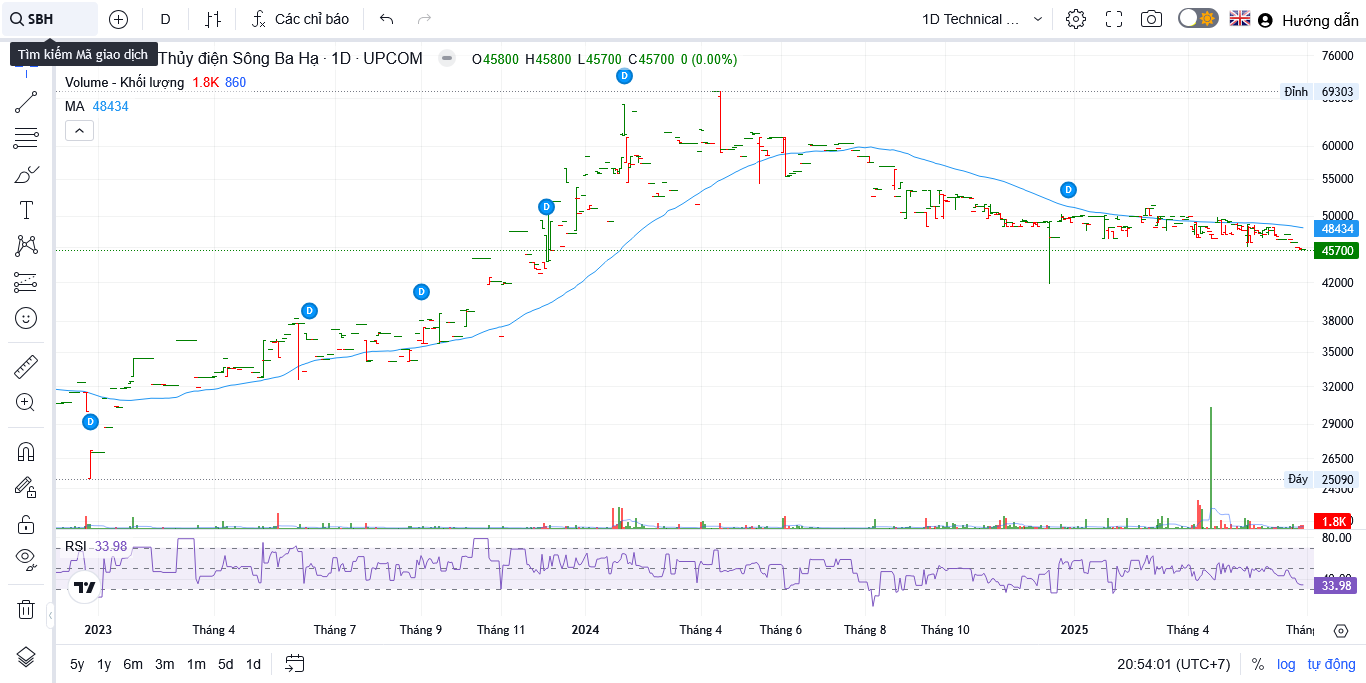 SBH
D
Các chỉ báo
1D Technical ...
Hướng dẫn
Tìm kiếm Mã giao dịch
Thủy điện Sông Ba Hạ · 1D · UPCOM
O45800 H45800 L45700 C45700 0 (0.00%)
Volume - Khối lượng 1.8K 860
MA 48434
D
D
D
D
D
D
76000
Đỉnh 69303
60000
55000
50000
48434
45700
42000
38000
35000
32000
29000
26500
Đáy 25090
24500
1.8K
RSI 33.98
80.00
40.00
33.98
2023
Tháng 4
Tháng 7
Tháng 9
Tháng 11
2024
Tháng 4
Tháng 6
Tháng 8
Tháng 10
2025
Tháng 4
5y 1y 6m 3m 1m 5d 1d
20:54:01 (UTC+7)
%
log
tự động